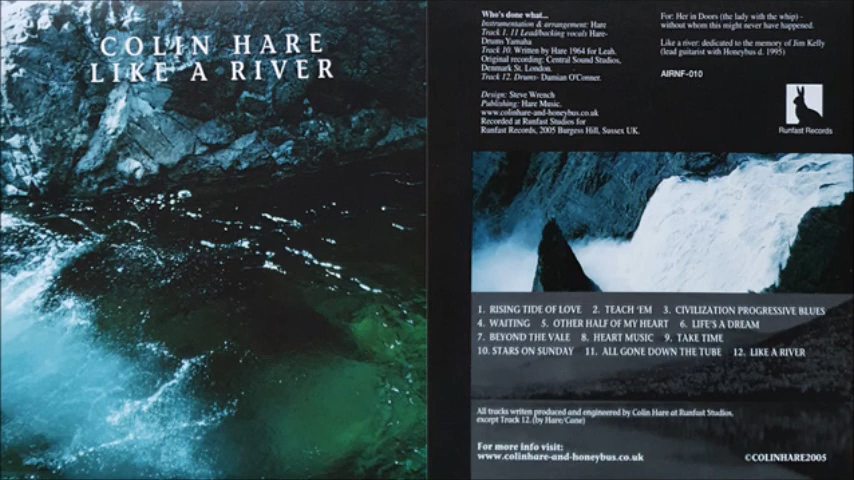 COLIN HARE
LIKE A RIVER
Who's done what...
Instrumentation & arrangement: Hare
Track 1. 11 Lead/backing vocals Hare-
Drums Yamaha
Track 10. Written by Hare 1964 for Leah.
Original recording: Central Sound Studios,
Denmark St. London.
Track 12. Drums- Damian O'Conner.
Design: Steve Wrench
Publishing: Hare Music.
www.colinhare-and-honeybus.co.uk
Recorded at Runfast Studios for
Runfast Records, 2005 Burgess Hill, Sussex UK.
For: Her in Doors (the lady with the whip) -
without whom this might never have happened.
Like a river: dedicated to the memory of Jim Kelly
(lead guitarist with Honeybus d. 1995)
AIRNF-010
Runfast Records
1. RISING TIDE OF LOVE 2. TEACH 'EM 3. CIVILIZATION PROGRESSIVE BLUES
4. WAITING 5. OTHER HALF OF MY HEART 6. LIFE'S A DREAM
7. BEYOND THE VALE 8. HEART MUSIC 9. TAKE TIME
10. STARS ON SUNDAY 11. ALL GONE DOWN THE TUBE 12. LIKE A RIVER
All tracks writen produced and engineered by Colin Hare at Runfast Studios.
except Track 12. (by Hare/Cane)
For more info visit:
www.colinhare-and-honeybus.co.uk
©COLINHARE2005